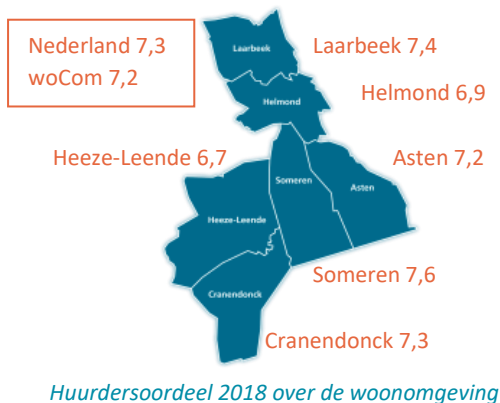 Nederland 7,3
woCom 7,2
Laarbeek
Laarbeek 7,4
Helmond
Helmond 6,9
Heeze-Leende 6,7
Asten 7,2
Someren
Asten
Heeze-Leende
Someren 7,6
Cranendonck
Cranendonck 7,3
Huurdersoordeel 2018 over de woonomgeving